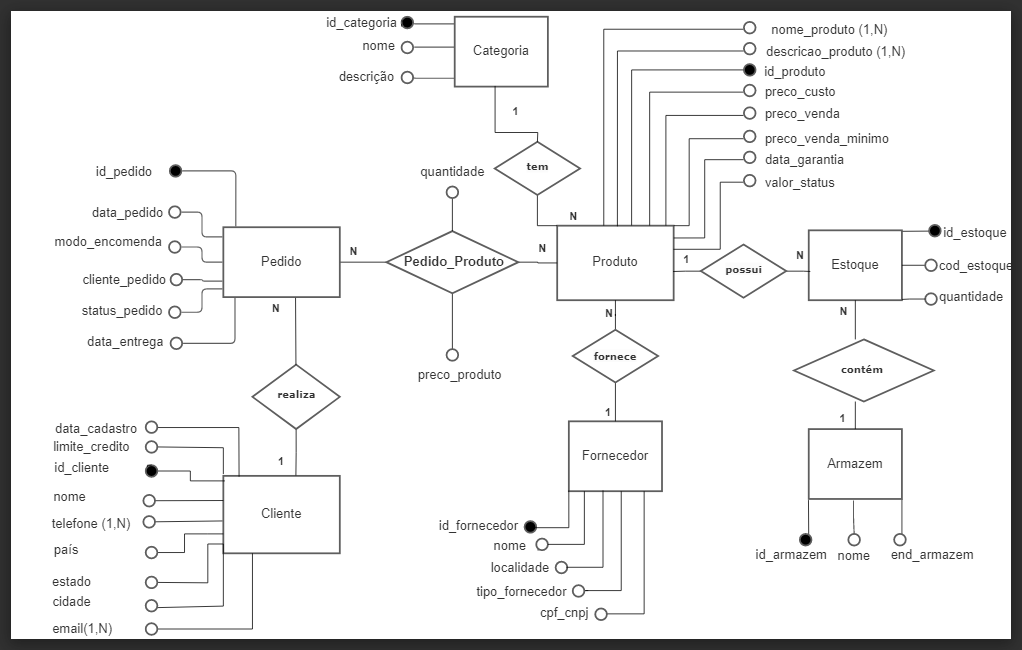 id_categoria
nome
descrição
Categoria
1
tem
N
nome_produto (1,N)
descricao_produto (1,N)
id_produto
preco_custo
preco_venda
preco_venda_minimo
data_garantia
valor_status
id_pedido
data_pedido
modo_encomenda
cliente_pedido
status_pedido
data_entrega
Pedido
N
quantidade
Pedido_Produto
preco_produto
N
Produto
1
possui
N
Estoque
id_estoque
cod_estoque
quantidade
N
realiza
1
N
fornece
1
N
contém
1
data_cadastro
limite_credito
id_cliente
nome
telefone (1,N)
país
estado
cidade
email(1,N)
Cliente
Fornecedor
id_fornecedor
nome
localidade
tipo_fornecedor
cpf_cnpj
Armazem
id_armazem
nome
end_armazem